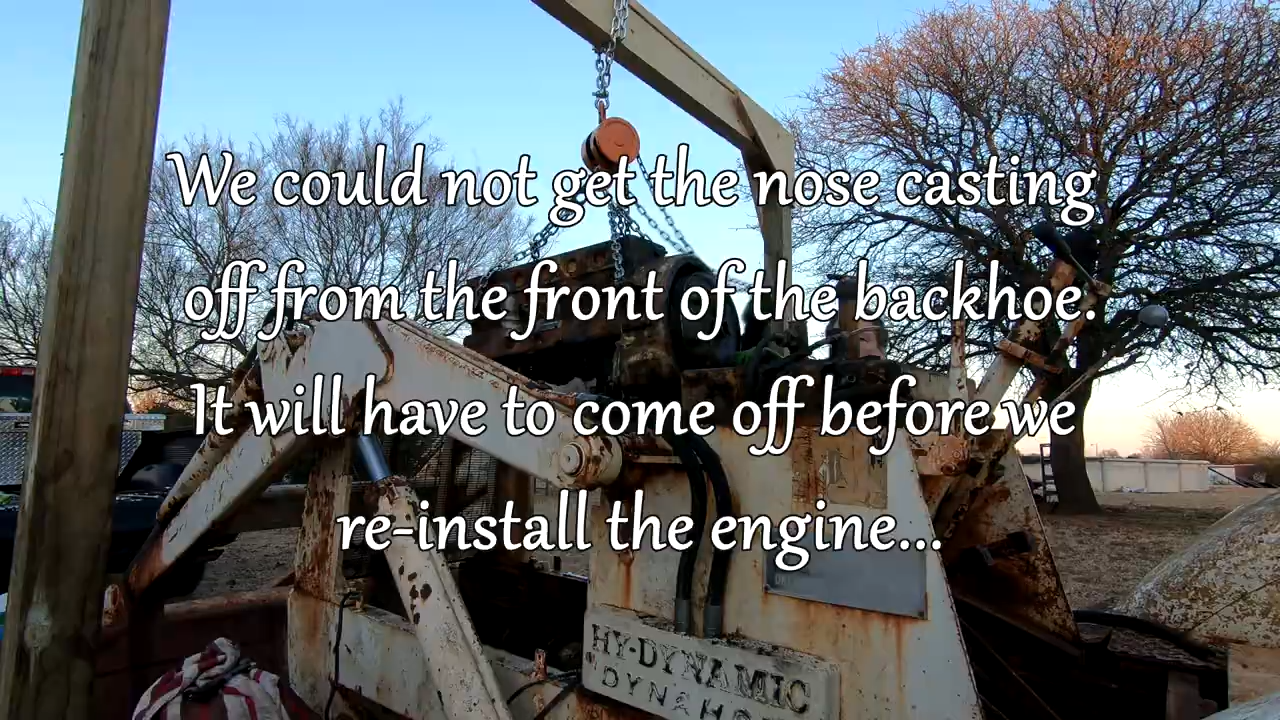 We could not get the nose casting
off from the front of the backhoe.
It will have to come off before we
re-install the engine...
HY-DYNAMIC